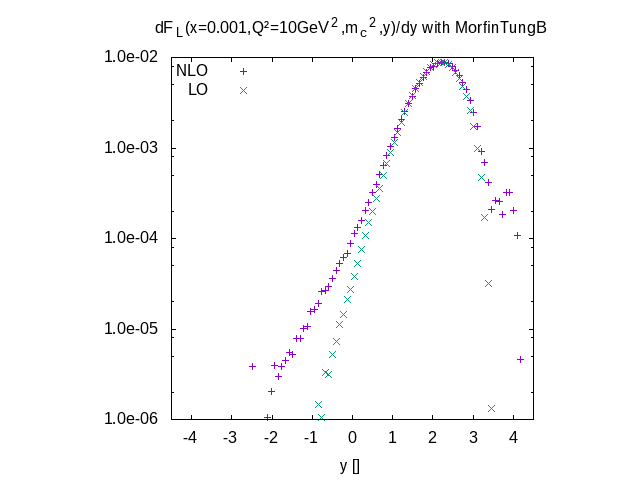 dF_L(x=0.001,Q²=10GeV²,m_c²,y)/dy with MorfinTungB
1.0e-02
NLO
LO
1.0e-03
1.0e-04
1.0e-05
1.0e-06
-4 -3 -2 -1 0 1 2 3 4
y []